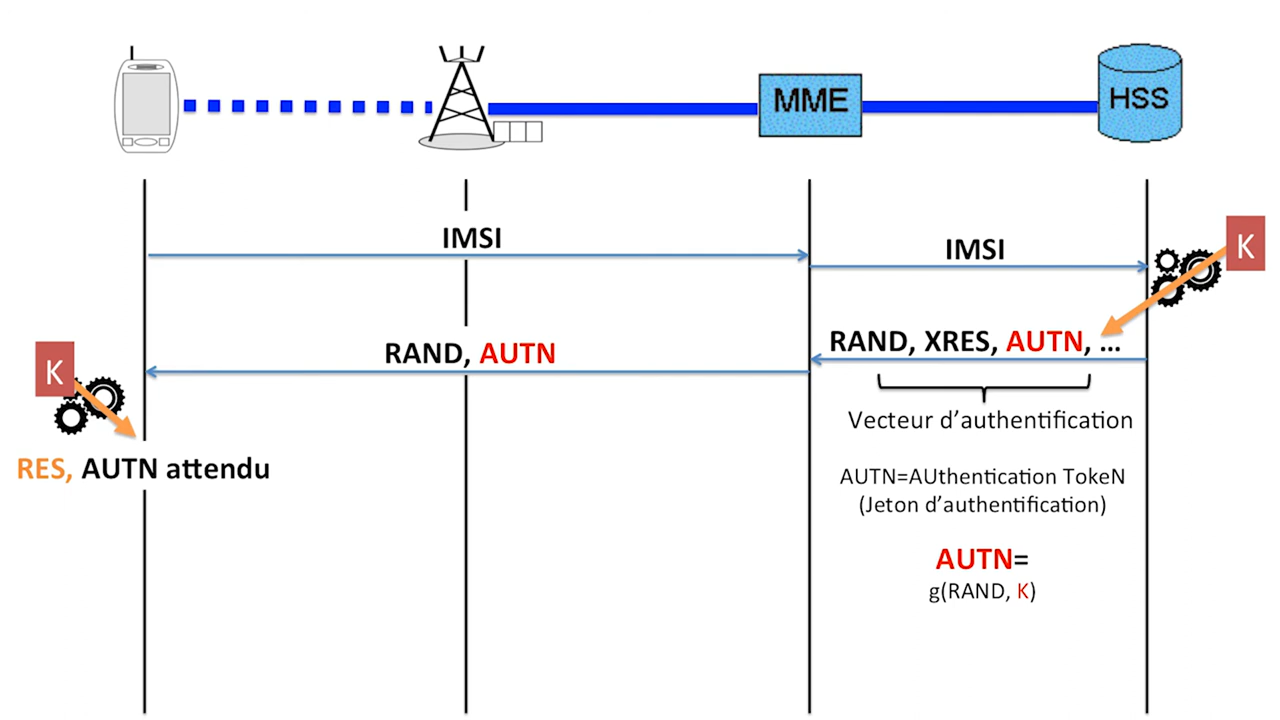 MME
HSS
IMSI
IMSI
K
RAND, XRES, AUTN, ...
RAND, AUTN
K
Vecteur d’authentification
RES, AUTN attendu
AUTN=AUthentication TokeN
(Jeton d’authentification)
AUTN=
g(RAND, K)